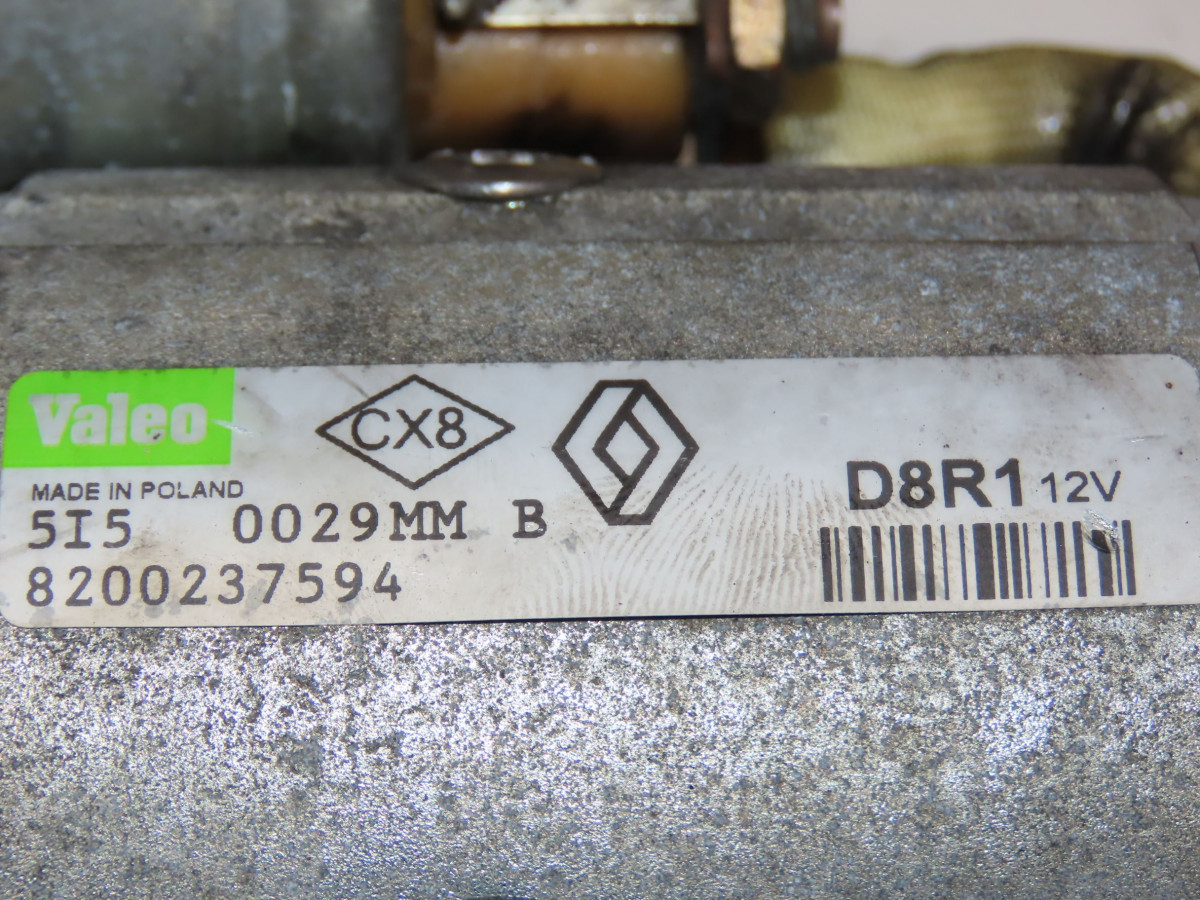 Valeo
CX8
D8R1 12V
MADE IN POLAND
5I5 0029MM B
8200237594